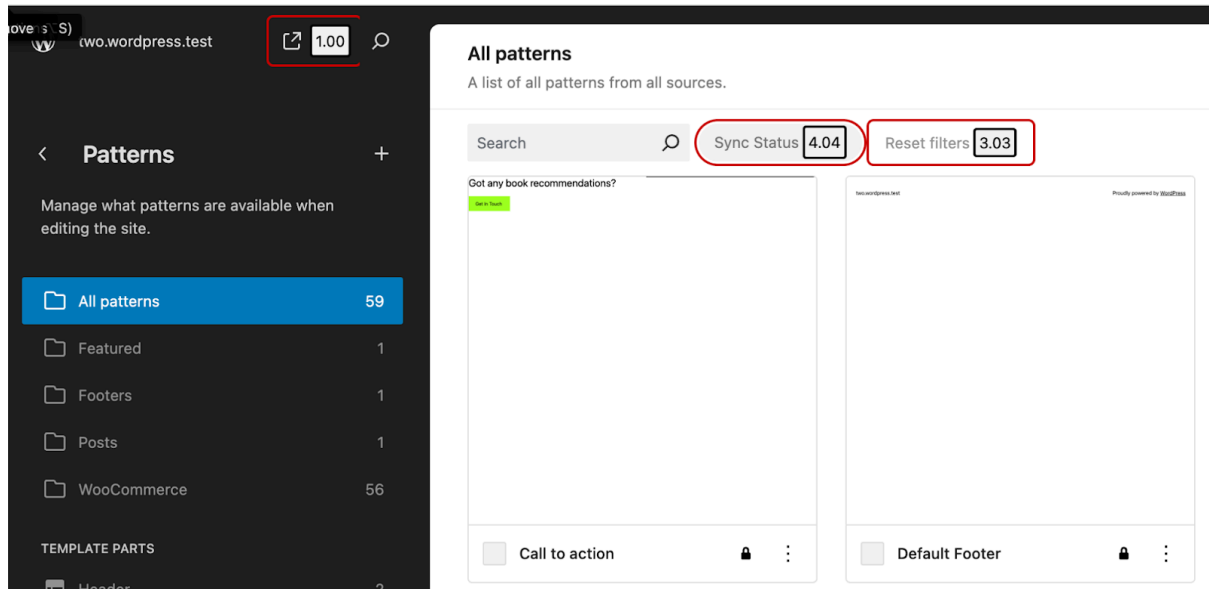 S)
two.wordpress.test
1.00
Patterns
Manage what patterns are available when
editing the site.
All patterns 59
Featured 1
Footers 1
Posts 1
WooCommerce 56
TEMPLATE PARTS
Header
All patterns
A list of all patterns from all sources.
Search
Sync Status 4.04
Reset filters 3.03
Got any book recommendations?
Get in Touch
two.wordpress.test
Proudly powered by WordPress
Call to action
Default Footer